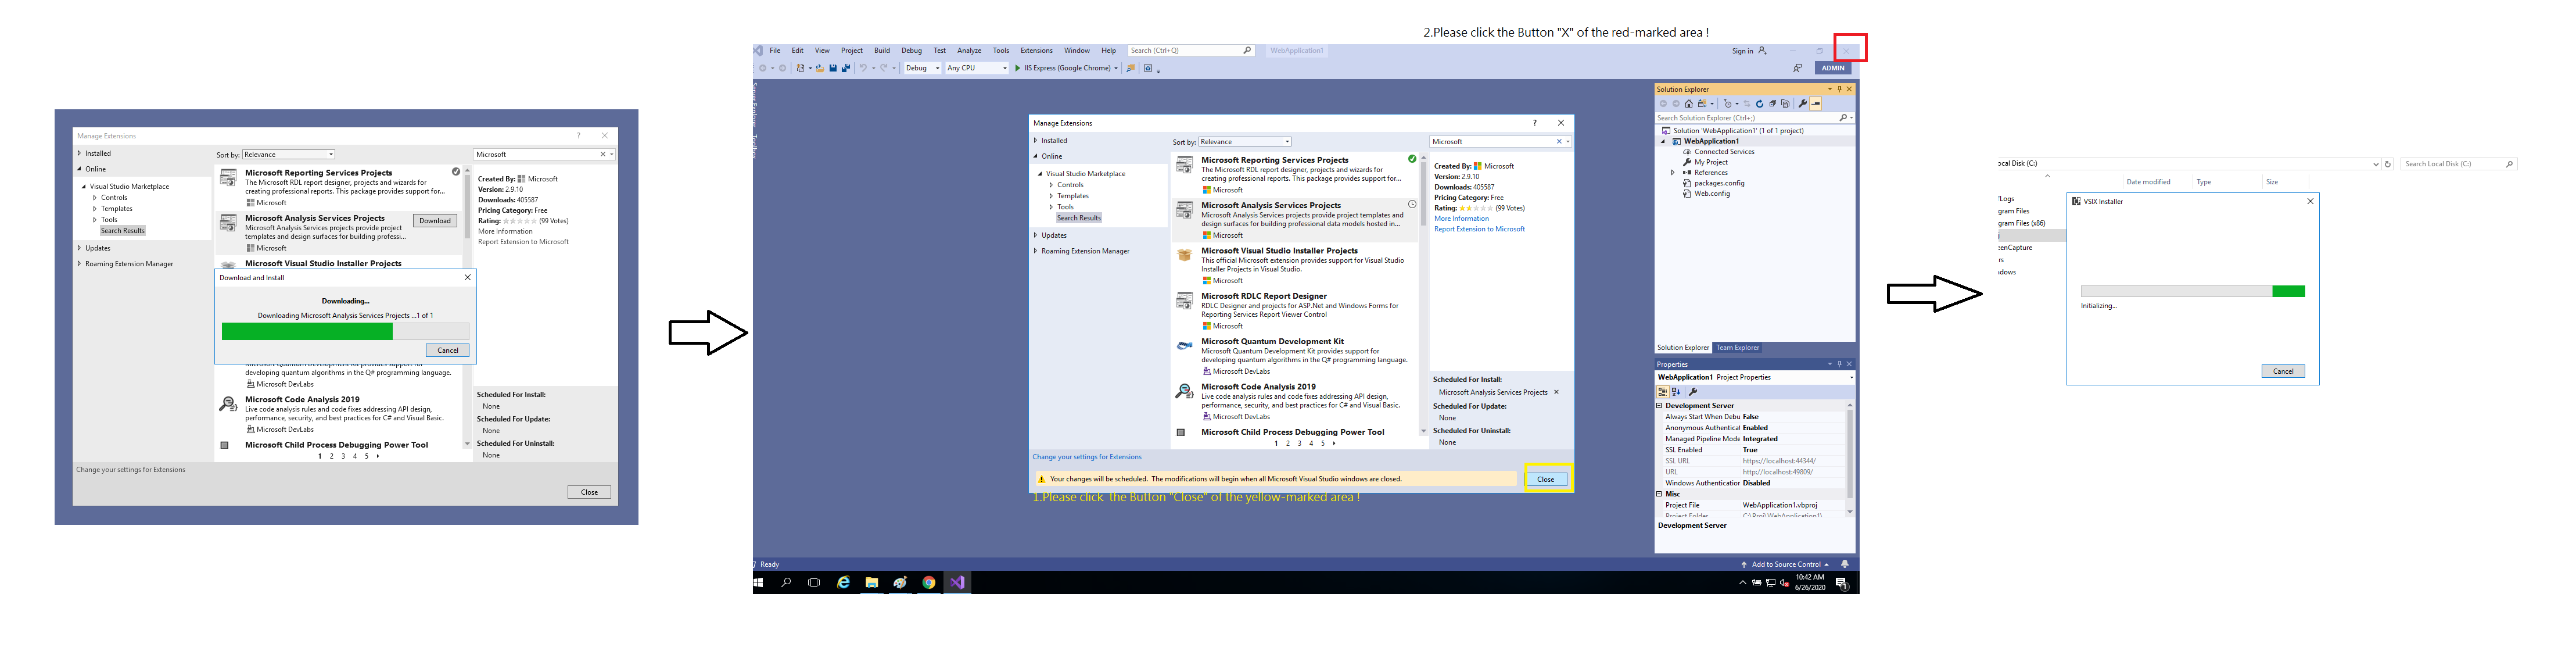 2.Please click the Button "X" of the red-marked area !
Manage Extensions
? ×
Installed
Online
Visual Studio Marketplace
Controls
Templates
Tools
Search Results
Updates
Roaming Extension Manager
Sort by: Relevance
Microsoft Reporting Services Projects
The Microsoft RDL report designer, projects and wizards for
creating professional reports. This package provides support for...
Microsoft
Microsoft Analysis Services Projects
Download
Microsoft Analysis Services projects provide project
templates and design surfaces for building professi...
Microsoft
Microsoft Visual Studio Installer Projects
Download and Install
Downloading...
Downloading Microsoft Analysis Services Projects ...1 of 1
Cancel
developing quantum algorithms in the Q# programming language.
Microsoft DevLabs
Microsoft Code Analysis 2019
Live code analysis rules and code fixes addressing API design,
performance, security, and best practices for C# and Visual Basic.
Microsoft DevLabs
Microsoft Child Process Debugging Power Tool
1 2 3 4 5
Microsoft
Created By: Microsoft
Version: 2.9.10
Downloads: 405587
Pricing Category: Free
Rating: (99 Votes)
More Information
Report Extension to Microsoft
Scheduled For Install:
None
Scheduled For Update:
None
Scheduled For Uninstall:
None
Change your settings for Extensions
Close
File Edit View Project Build Debug Test Analyze Tools Extensions Window Help Search (Ctrl+Q) WebApplication1 Sign in
Debug Any CPU IIS Express (Google Chrome) ADMIN
Manage Extensions
? ×
Installed
Online
Visual Studio Marketplace
Controls
Templates
Tools
Search Results
Updates
Roaming Extension Manager
Sort by: Relevance
Microsoft Reporting Services Projects
The Microsoft RDL report designer, projects and wizards for
creating professional reports. This package provides support for...
Microsoft
Microsoft Analysis Services Projects
Microsoft Analysis Services projects provide project templates and
design surfaces for building professional data models hosted in...
Microsoft
Microsoft Visual Studio Installer Projects
This official Microsoft extension provides support for Visual Studio
Installer Projects in Visual Studio.
Microsoft
Microsoft RDLC Report Designer
RDLC Designer and projects for ASP.Net and Windows Forms for
Reporting Services Report Viewer Control
Microsoft
Microsoft Quantum Development Kit
Microsoft Quantum Development Kit provides support for
developing quantum algorithms in the Q# programming language.
Microsoft DevLabs
Microsoft Code Analysis 2019
Live code analysis rules and code fixes addressing API design,
performance, security, and best practices for C# and Visual Basic.
Microsoft DevLabs
Microsoft Child Process Debugging Power Tool
1 2 3 4 5
Microsoft
Created By: Microsoft
Version: 2.9.10
Downloads: 405587
Pricing Category: Free
Rating: (99 Votes)
More Information
Report Extension to Microsoft
Scheduled For Install:
Microsoft Analysis Services Projects ×
Scheduled For Update:
None
Scheduled For Uninstall:
None
Change your settings for Extensions
Your changes will be scheduled. The modifications will begin when all Microsoft Visual Studio windows are closed.
Close
1.Please click the Button "Close" of the yellow-marked area !
Solution Explorer
Search Solution Explorer (Ctrl+;)
Solution 'WebApplication1' (1 of 1 project)
WebApplication1
Connected Services
My Project
References
packages.config
Web.config
Solution Explorer Team Explorer
Properties
WebApplication1 Project Properties
Development Server
Always Start When Debu False
Anonymous Authenticat Enabled
Managed Pipeline Mode Integrated
SSL Enabled True
SSL URL https://localhost:44344/
URL http://localhost:49809/
Windows Authentication Disabled
Misc
Project File WebApplication1.vbproj
Project Folder C:\Proj\WebApplication1\
Development Server
Ready
Add to Source Control
10:42 AM
6/26/2020
ocal Disk (C:)
Search Local Disk (C:)
Date modified Type Size
Logs
gram Files
gram Files (x86)
eenCapture
rs
ndows
VSIX Installer
Initializing...
Cancel